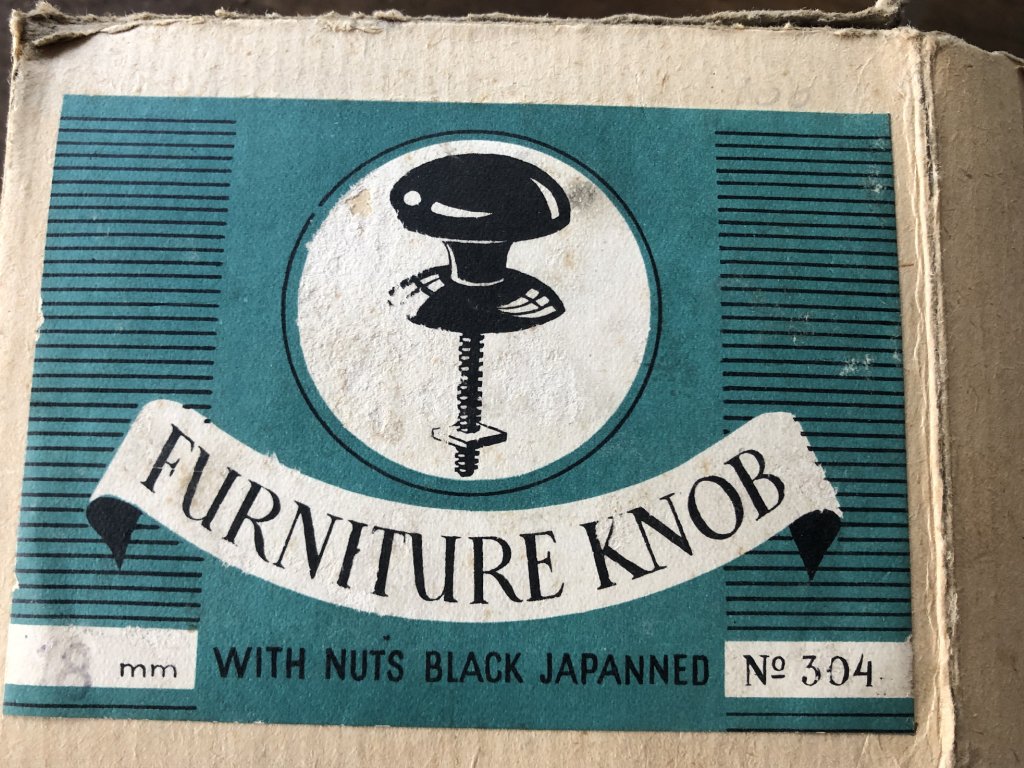 FURNITURE KNOB
mm
WITH NUTS BLACK JAPANNED
Nº 304